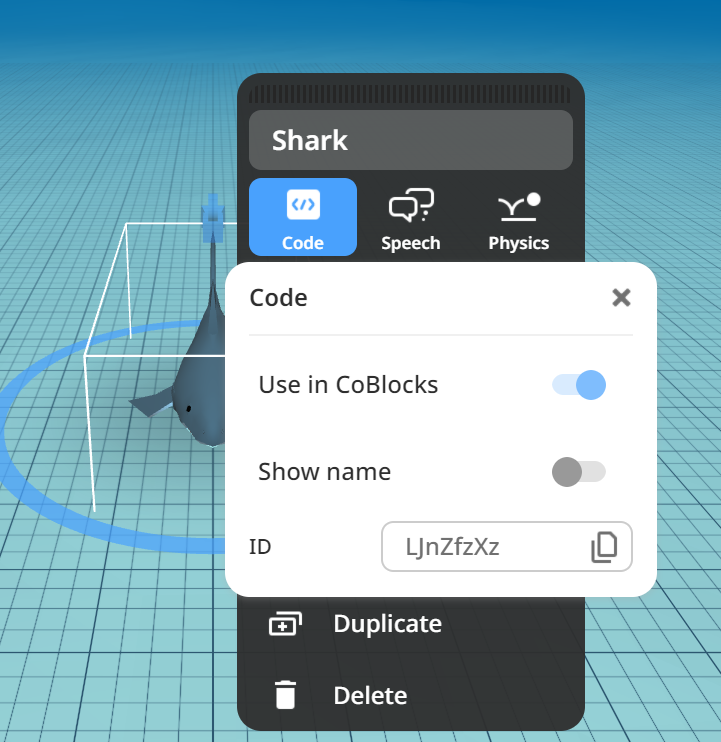 Shark
Code Speech Physics
Code
Use in CoBlocks
Show name
ID LJnZfzXz
Duplicate
Delete